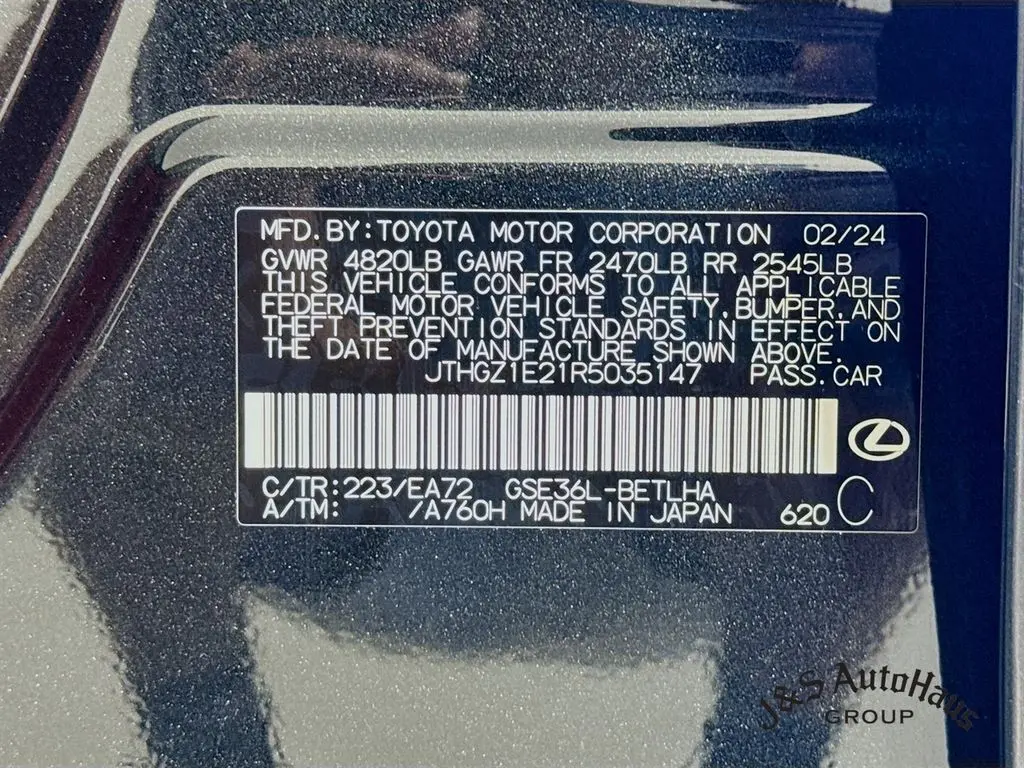 MFD.BY:TOYOTA MOTOR CORPORATION 02/24
GVWR 4820LB GAWR FR 2470LB RR 2545LB
THIS VEHICLE CONFORMS TO ALL APPLICABLE
FEDERAL MOTOR VEHICLE SAFETY,BUMPER,AND
THEFT PREVENTION STANDARDS IN EFFECT ON
THE DATE OF MANUFACTURE SHOWN ABOVE.
JTHGZ1E21R5035147 PASS.CAR
C/TR:223/EA72 GSE36L-BETLHA
A/TM: /A760H MADE IN JAPAN 620 C
J&S AutoHaus
GROUP